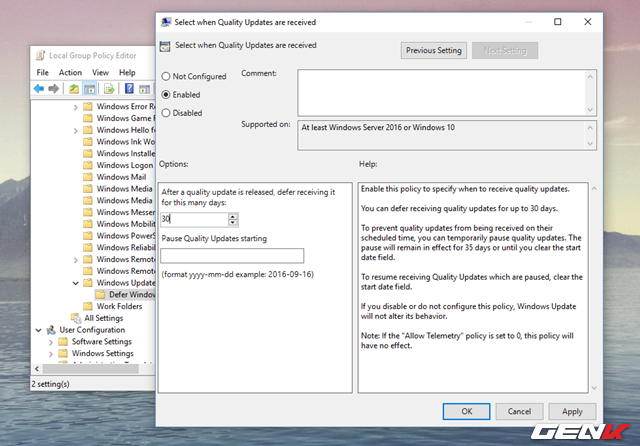 Select when Quality Updates are received
Select when Quality Updates are received
Previous Setting
Next Setting
Not Configured
Enabled
Disabled
Comment:
Supported on:
At least Windows Server 2016 or Windows 10
Options:
Help:
After a quality update is released, defer receiving it
for this many days:
30
Pause Quality Updates starting
(format yyyy-mm-dd example: 2016-09-16)
Enable this policy to specify when to receive quality updates.
You can defer receiving quality updates for up to 30 days.
To prevent quality updates from being received on their
scheduled time, you can temporarily pause quality updates. The
pause will remain in effect for 35 days or until you clear the start
date field.
To resume receiving Quality Updates which are paused, clear the
start date field.
If you disable or do not configure this policy, Windows Update
will not alter its behavior.
Note: If the "Allow Telemetry" policy is set to 0, this policy will
have no effect.
OK
Cancel
Apply
Local Group Policy Editor
File Action View Help
Windows Error Re
Windows Game
Windows Hello f
Windows Ink Wo
Windows Installe
Windows Logon
Windows Mail
Windows Media
Windows Media
Windows Messen
Windows Mobilit
Windows PowerS
Windows Reliabi
Windows Remote
Windows Remote
Windows Update
Defer Window
Work Folders
All Settings
User Configuration
Software Settings
Windows Settings
2 setting(s)
GENK